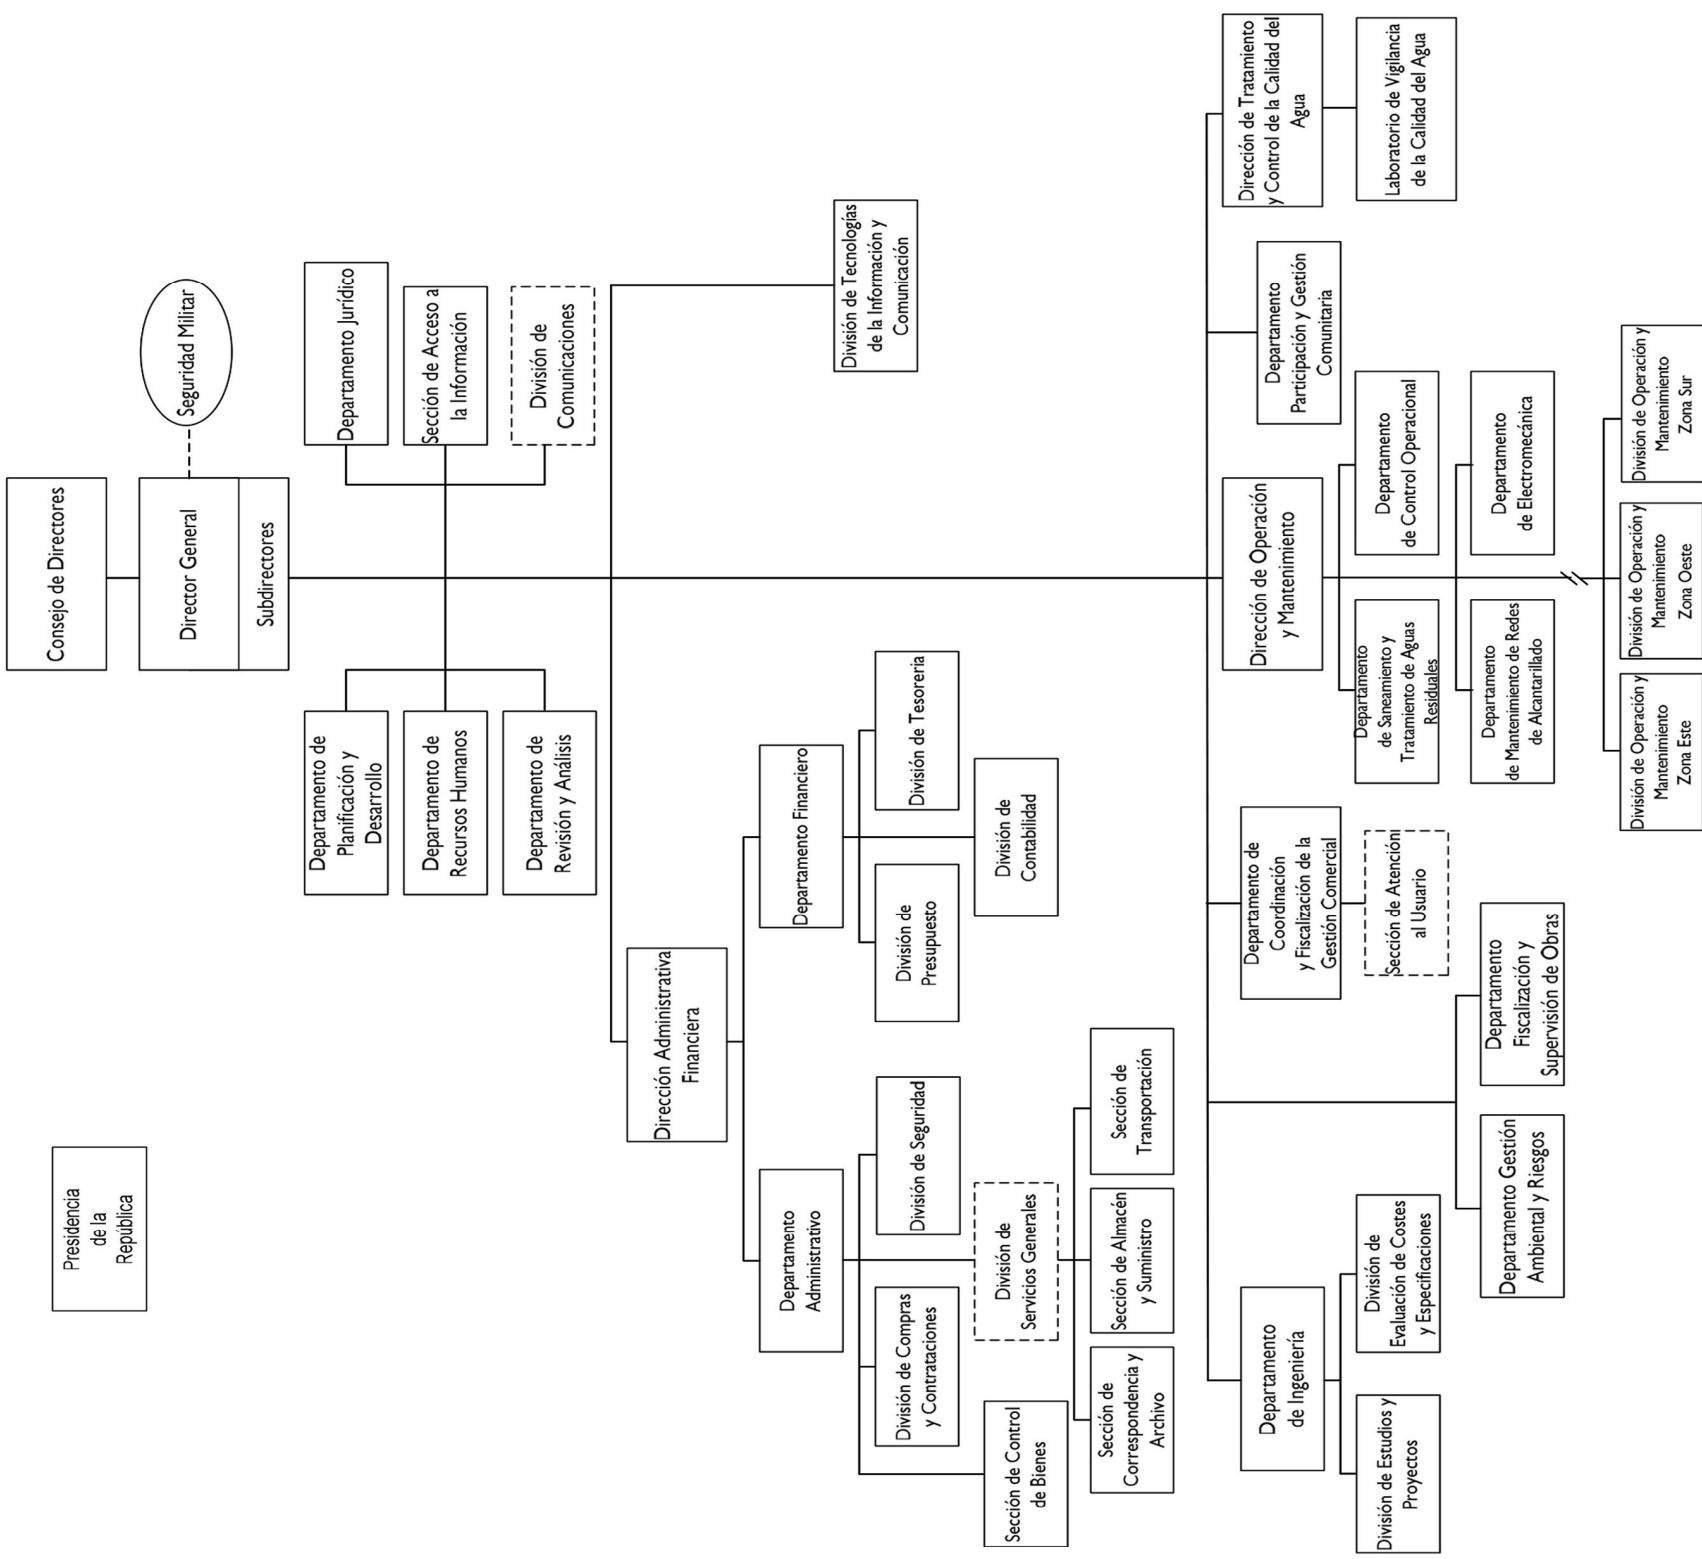 Presidencia
de la
República
Consejo de Directores
Director General
Subdirectores
Seguridad Militar
Departamento de
Planificación y
Desarrollo
Departamento de
Recursos Humanos
Departamento de
Revisión y Análisis
Departamento Jurídico
Sección de Acceso a
la Información
División de
Comunicaciones
Dirección Administrativa
Financiera
División de Tecnologías
de la Información y
Comunicación
Departamento
Administrativo
Departamento Financiero
División de Compras
y Contrataciones
División de Seguridad
División de
Presupuesto
División de Tesorería
Sección de Control
de Bienes
División de
Servicios Generales
División de
Contabilidad
Sección de
Correspondencia y
Archivo
Sección de Almacén
y Suministro
Sección de
Transportación
Departamento
de Ingeniería
Departamento de
Coordinación
y Fiscalización de la
Gestión Comercial
Dirección de Operación
y Mantenimiento
Departamento
Participación y Gestión
Comunitaria
Dirección de Tratamiento
y Control de la Calidad del
Agua
División de Estudios y
Proyectos
División de
Evaluación de Costes
y Especificaciones
Sección de Atención
al Usuario
Departamento
de Saneamiento y
Tratamiento de Aguas
Residuales
Departamento
de Control Operacional
Laboratorio de Vigilancia
de la Calidad del Agua
Departamento Gestión
Ambiental y Riesgos
Departamento
Fiscalización y
Supervisión de Obras
Departamento
de Mantenimiento de Redes
de Alcantarillado
Departamento
de Electromecánica
División de Operación y
Mantenimiento
Zona Este
División de Operación y
Mantenimiento
Zona Oeste
División de Operación y
Mantenimiento
Zona Sur